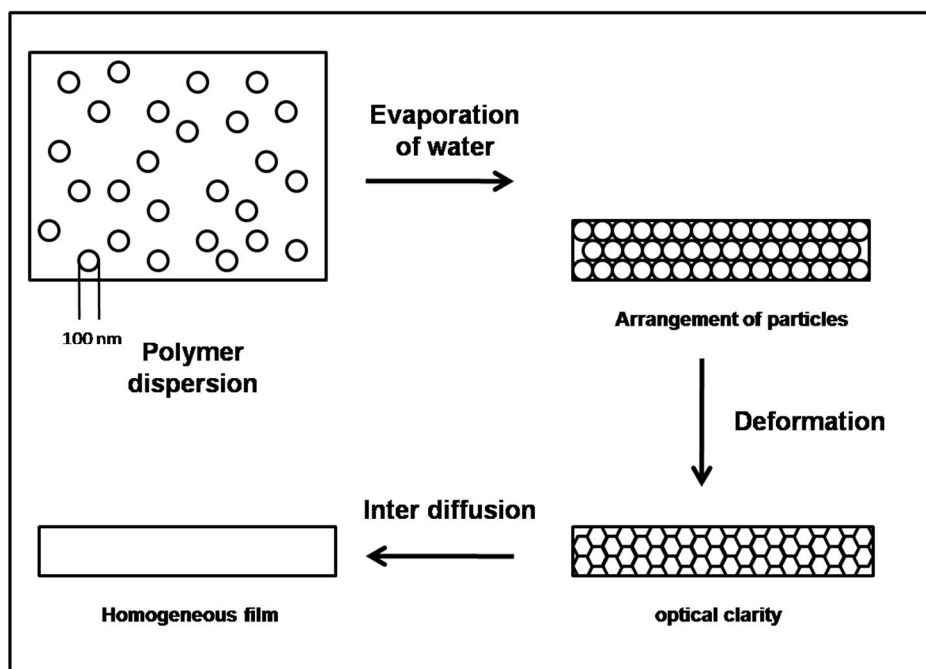 Evaporation
of water
100 nm
Polymer
dispersion
Arrangement of particles
Deformation
Inter diffusion
Homogeneous film
optical clarity